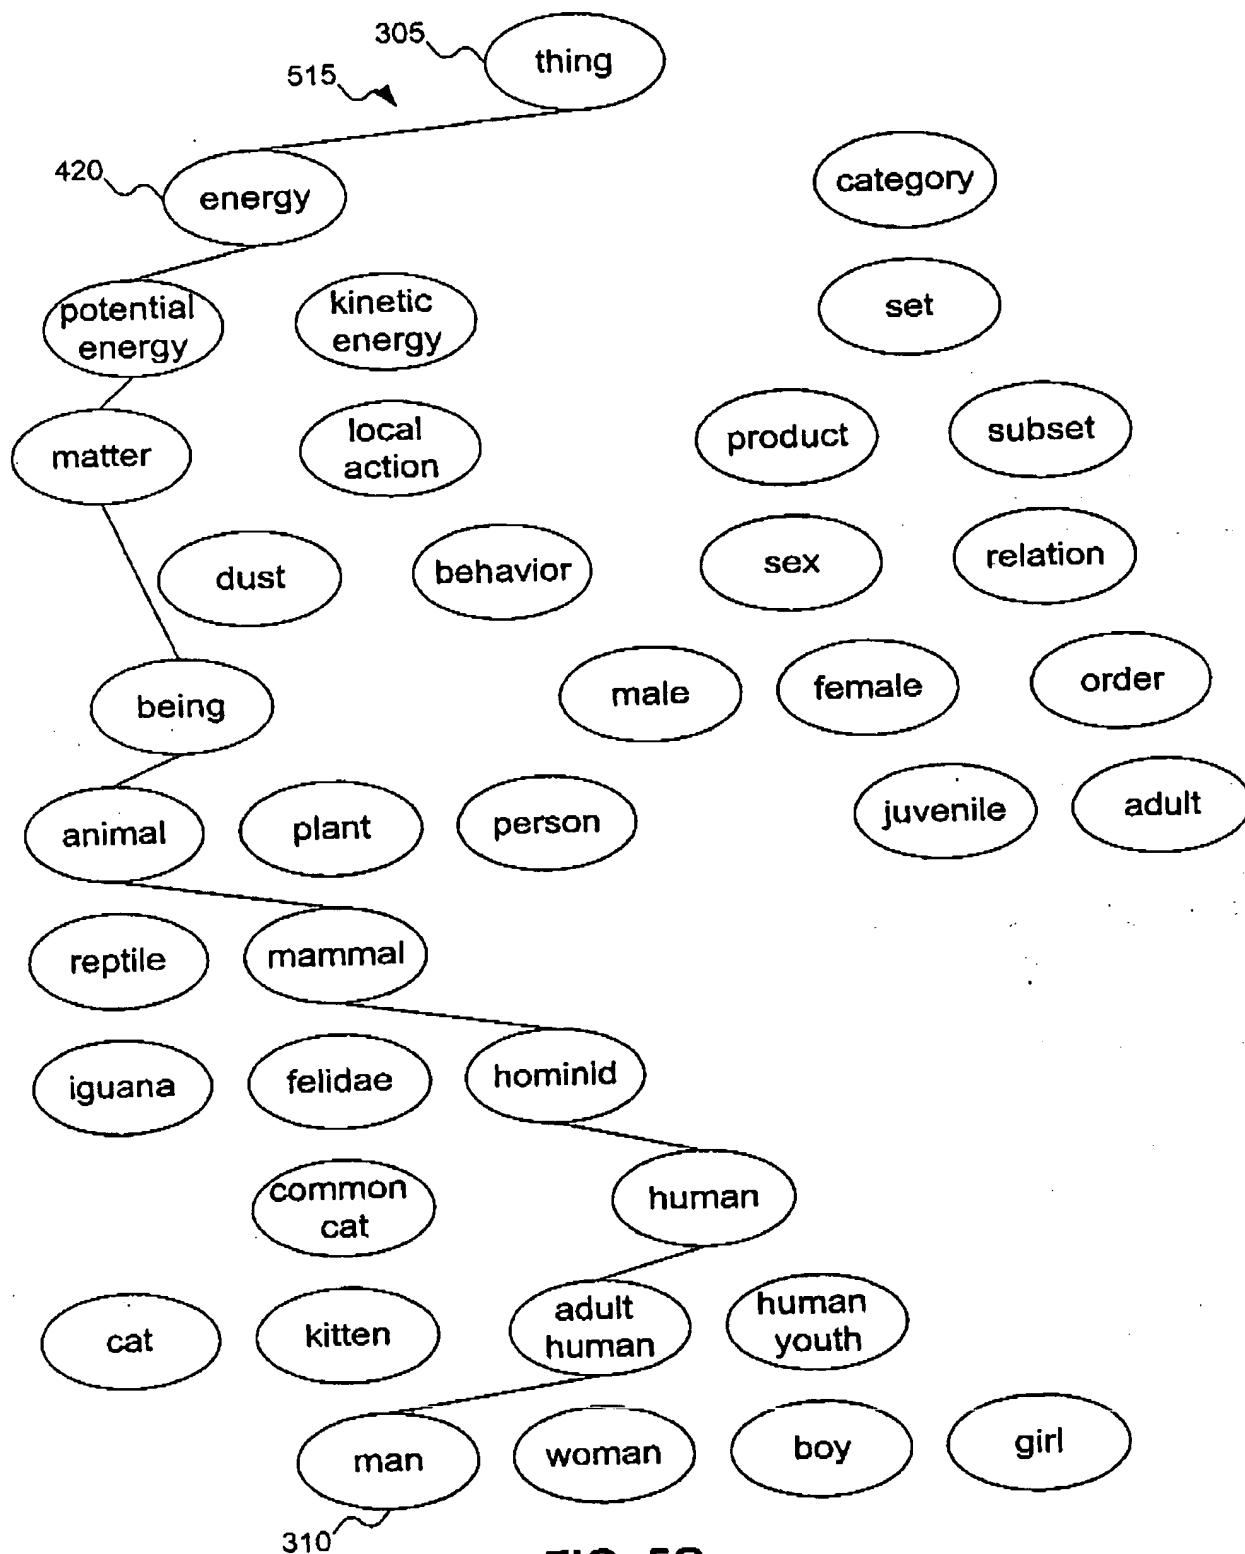 305
thing
515
420
energy
category
potential
energy
kinetic
energy
set
matter
local
action
product
subset
dust
behavior
sex
relation
being
male
female
order
animal
plant
person
juvenile
adult
reptile
mammal
iguana
felidae
hominid
common
cat
human
cat
kitten
adult
human
human
youth
man
woman
boy
girl
310